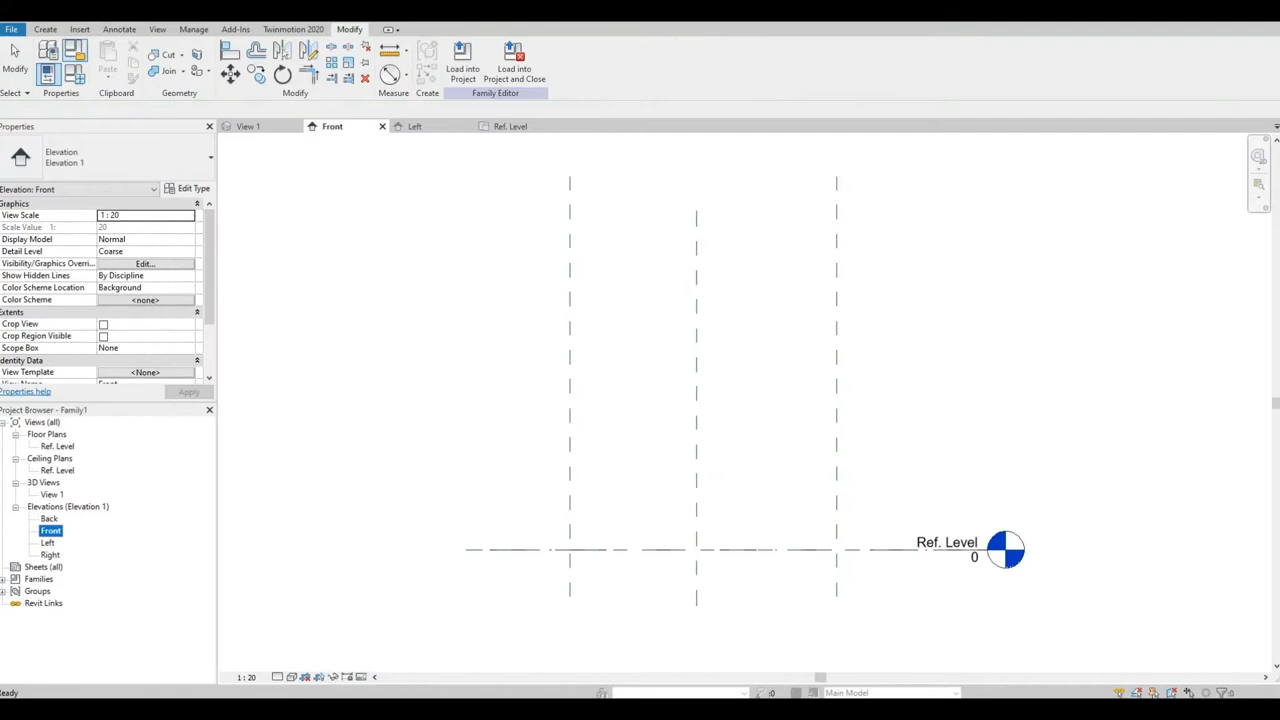 File Create Insert Annotate View Manage Add-Ins Twinmotion 2020 Modify
Modify
Paste
Cut
Join
Load into
Project
Load into
Project and Close
Select Properties Clipboard Geometry Modify Measure Create Family Editor
Properties
View 1 Front Left Ref. Level
Elevation
Elevation 1
Elevation: Front Edit Type
Graphics
View Scale 1 : 20
Scale Value 1: 20
Display Model Normal
Detail Level Coarse
Visibility/Graphics Overri... Edit...
Show Hidden Lines By Discipline
Color Scheme Location Background
Color Scheme <none>
Extents
Crop View
Crop Region Visible
Scope Box None
Identity Data
View Template <None>
Properties help Apply
Project Browser - Family1
Views (all)
Floor Plans
Ref. Level
Ceiling Plans
Ref. Level
3D Views
View 1
Elevations (Elevation 1)
Back
Front
Left
Right
Sheets (all)
Families
Groups
Revit Links
Ref. Level
0
1 : 20
Ready
:0
Main Model
:0